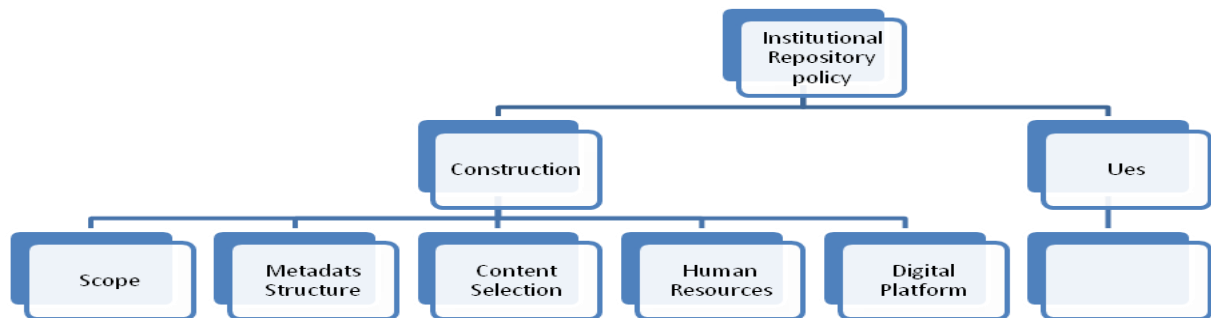 Institutional
Repository
policy
Construction
Ues
Scope
Metadats
Structure
Content
Selection
Human
Resources
Digital
Platform